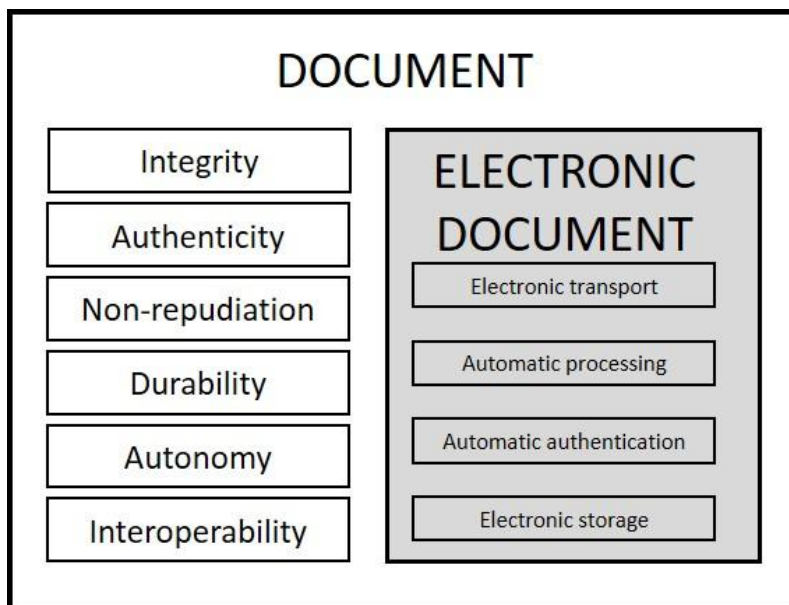 DOCUMENT
Integrity
Authenticity
Non-repudiation
Durability
Autonomy
Interoperability
ELECTRONIC
DOCUMENT
Electronic transport
Automatic processing
Automatic authentication
Electronic storage